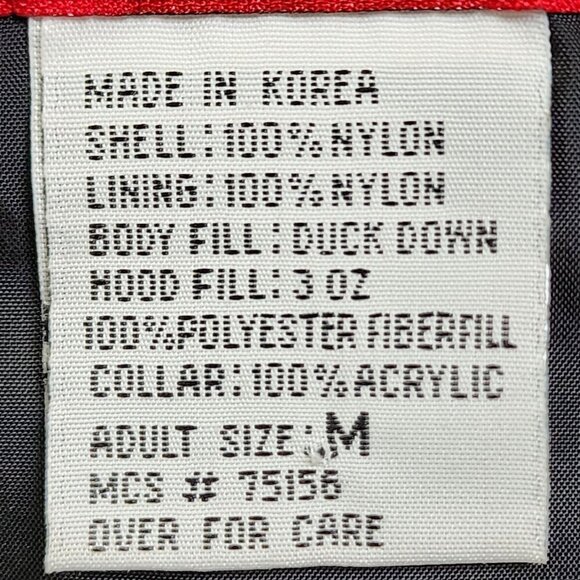 MADE IN KOREA
SHELL:100%NYLON
LINING:100%NYLON
BODY FILL:DUCK DOWN
HOOD FILL:3 OZ
100%POLYESTER FIBERFILL
COLLAR:100%ACRYLIC
ADULT SIZE: M
MCS # 75156
OVER FOR CARE